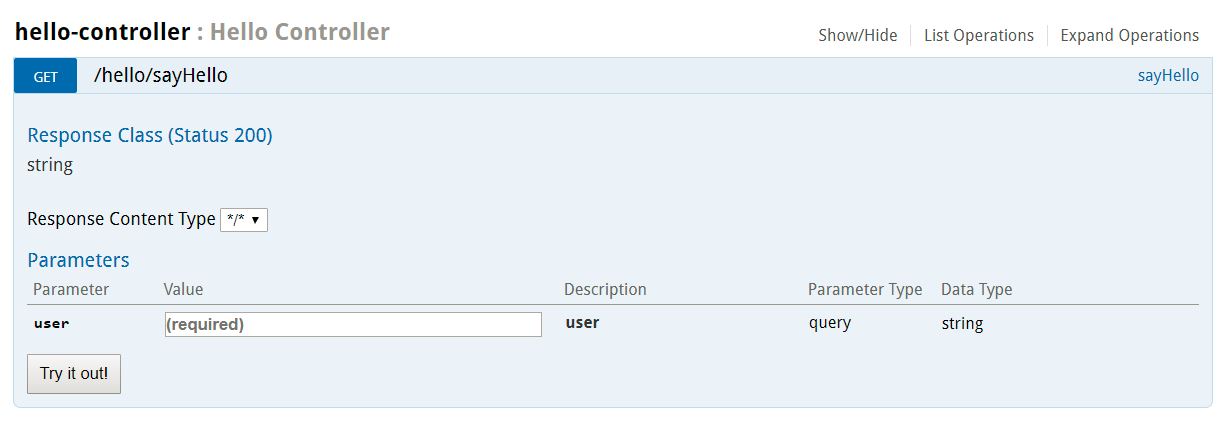 hello-controller : Hello Controller
Show/Hide List Operations Expand Operations
GET /hello/sayHello sayHello
Response Class (Status 200)
string
Response Content Type */* ▼
Parameters
Parameter Value Description Parameter Type Data Type
user (required) user query string
Try it out!